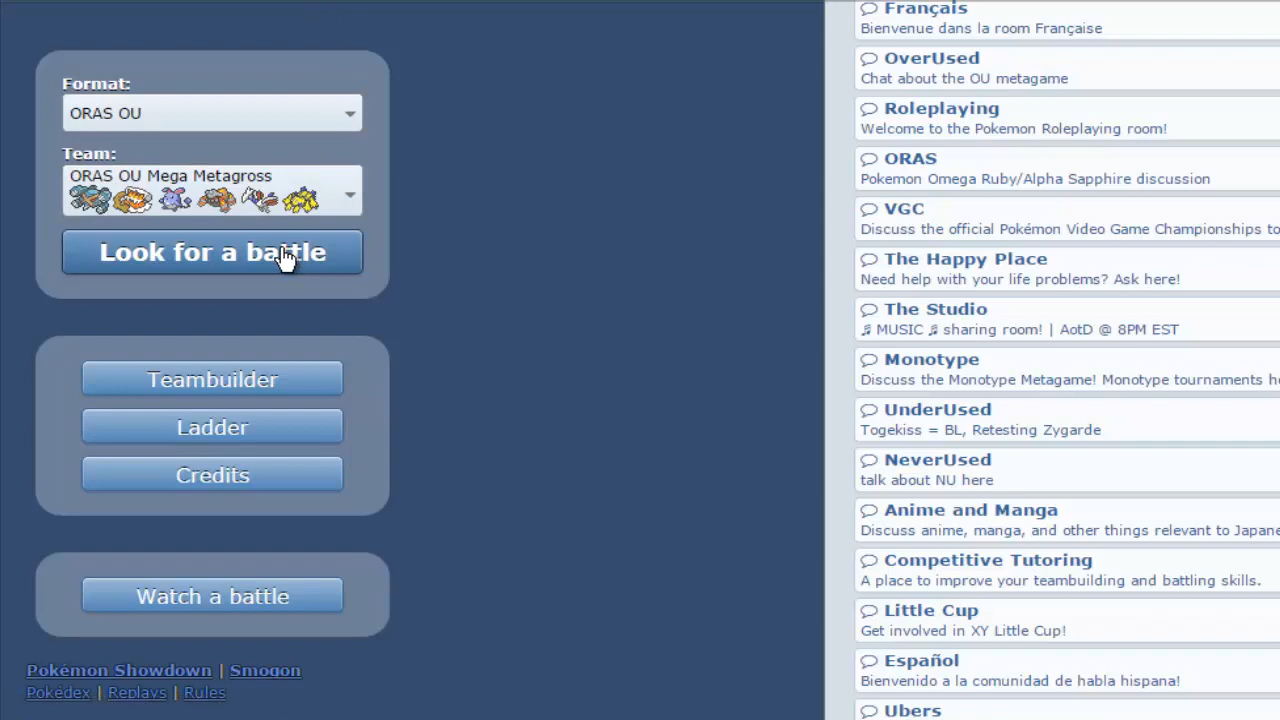 Format:
ORAS OU
Team:
ORAS OU Mega Metagross
Look for a battle
Teambuilder
Ladder
Credits
Watch a battle
Pokémon Showdown | Smogon
Pokédex | Replays | Rules
Français
Bienvenue dans la room Française
OverUsed
Chat about the OU metagame
Roleplaying
Welcome to the Pokemon Roleplaying room!
ORAS
Pokemon Omega Ruby/Alpha Sapphire discussion
VGC
Discuss the official Pokémon Video Game Championships to
The Happy Place
Need help with your life problems? Ask here!
The Studio
♬ MUSIC ♬ sharing room! | AotD @ 8PM EST
Monotype
Discuss the Monotype Metagame! Monotype tournaments he
UnderUsed
Togekiss = BL, Retesting Zygarde
NeverUsed
talk about NU here
Anime and Manga
Discuss anime, manga, and other things relevant to Japane
Competitive Tutoring
A place to improve your teambuilding and battling skills.
Little Cup
Get involved in XY Little Cup!
Español
Bienvenido a la comunidad de habla hispana!
Ubers